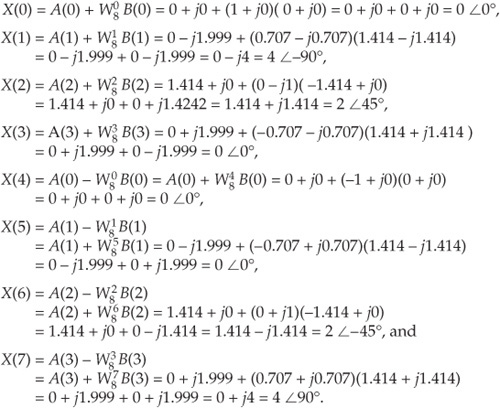 X(0) = A(0) + W₈⁰ B(0) = 0 + j0 + (1 + j0)( 0 + j0) = 0 + j0 + 0 + j0 = 0 ∠0°,
X(1) = A(1) + W₈¹ B(1) = 0 – j1.999 + (0.707 – j0.707)(1.414 – j1.414)
= 0 – j1.999 + 0 – j1.999 = 0 – j4 = 4 ∠–90°,
X(2) = A(2) + W₈² B(2) = 1.414 + j0 + (0 – j1)( -1.414 + j0)
= 1.414 + j0 + 0 + j1.4242 = 1.414 + j1.414 = 2 ∠45°,
X(3) = A(3) + W₈³ B(3) = 0 + j1.999 + (–0.707 – j0.707)(1.414 + j1.414 )
= 0 + j1.999 + 0 – j1.999 = 0 ∠0°,
X(4) = A(0) – W₈⁰ B(0) = A(0) + W₈⁴ B(0) = 0 + j0 + (–1 + j0)(0 + j0)
= 0 + j0 + 0 + j0 = 0 ∠0°,
X(5) = A(1) – W₈¹ B(1)
= A(1) + W₈⁵ B(1) = 0 – j1.999 + (–0.707 + j0.707)(1.414 – j1.414)
= 0 – j1.999 + 0 + j1.999 = 0 ∠0°,
X(6) = A(2) – W₈² B(2)
= A(2) + W₈⁶ B(2) = 1.414 + j0 + (0 + j1)(-1.414 + j0)
= 1.414 + j0 + 0 – j1.414 = 1.414 – j1.414 = 2 ∠–45°, and
X(7) = A(3) – W₈³ B(3)
= A(3) + W₈⁷ B(3) = 0 + j1.999 + (0.707 + j0.707)(1.414 + j1.414)
= 0 + j1.999 + 0 + j1.999 = 0 + j4 = 4 ∠90°.